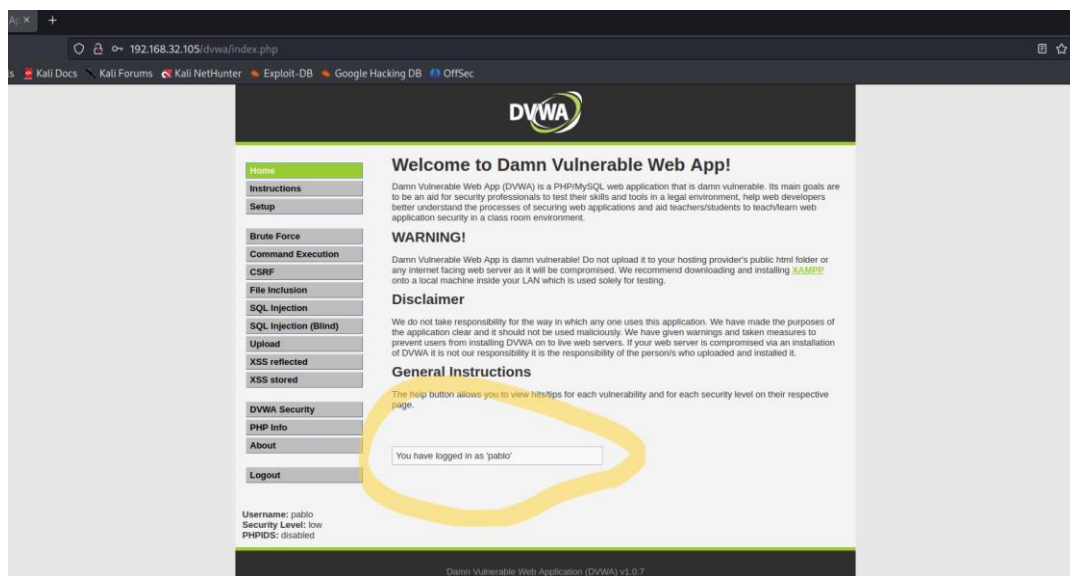 +
192.168.32.105/dvwa/index.php
Kali Docs Kali Forums Kali NetHunter Exploit-DB Google Hacking DB OffSec
DVWA
Home
Instructions
Setup
Brute Force
Command Execution
CSRF
File Inclusion
SQL Injection
SQL Injection (Blind)
Upload
XSS reflected
XSS stored
DVWA Security
PHP Info
About
Logout
Username: pablo
Security Level: low
PHPIDS: disabled
Welcome to Damn Vulnerable Web App!
Damn Vulnerable Web App (DVWA) is a PHP/MySQL web application that is damn vulnerable. Its main goals are
to be an aid for security professionals to test their skills and tools in a legal environment, help web developers
better understand the processes of securing web applications and aid teachers/students to teach/learn web
application security in a class room environment.
WARNING!
Damn Vulnerable Web App is damn vulnerable! Do not upload it to your hosting provider's public html folder or
any internet facing web server as it will be compromised. We recommend downloading and installing XAMPP
onto a local machine inside your LAN which is used solely for testing.
Disclaimer
We do not take responsibility for the way in which any one uses this application. We have made the purposes of
the application clear and it should not be used maliciously. We have given warnings and taken measures to
prevent users from installing DVWA on to live web servers. If your web server is compromised via an installation
of DVWA it is not our responsibility it is the responsibility of the person/s who uploaded and installed it.
General Instructions
The help button allows you to view hits/tips for each vulnerability and for each security level on their respective
page.
You have logged in as 'pablo'
Damn Vulnerable Web Application (DVWA) v1.0.7